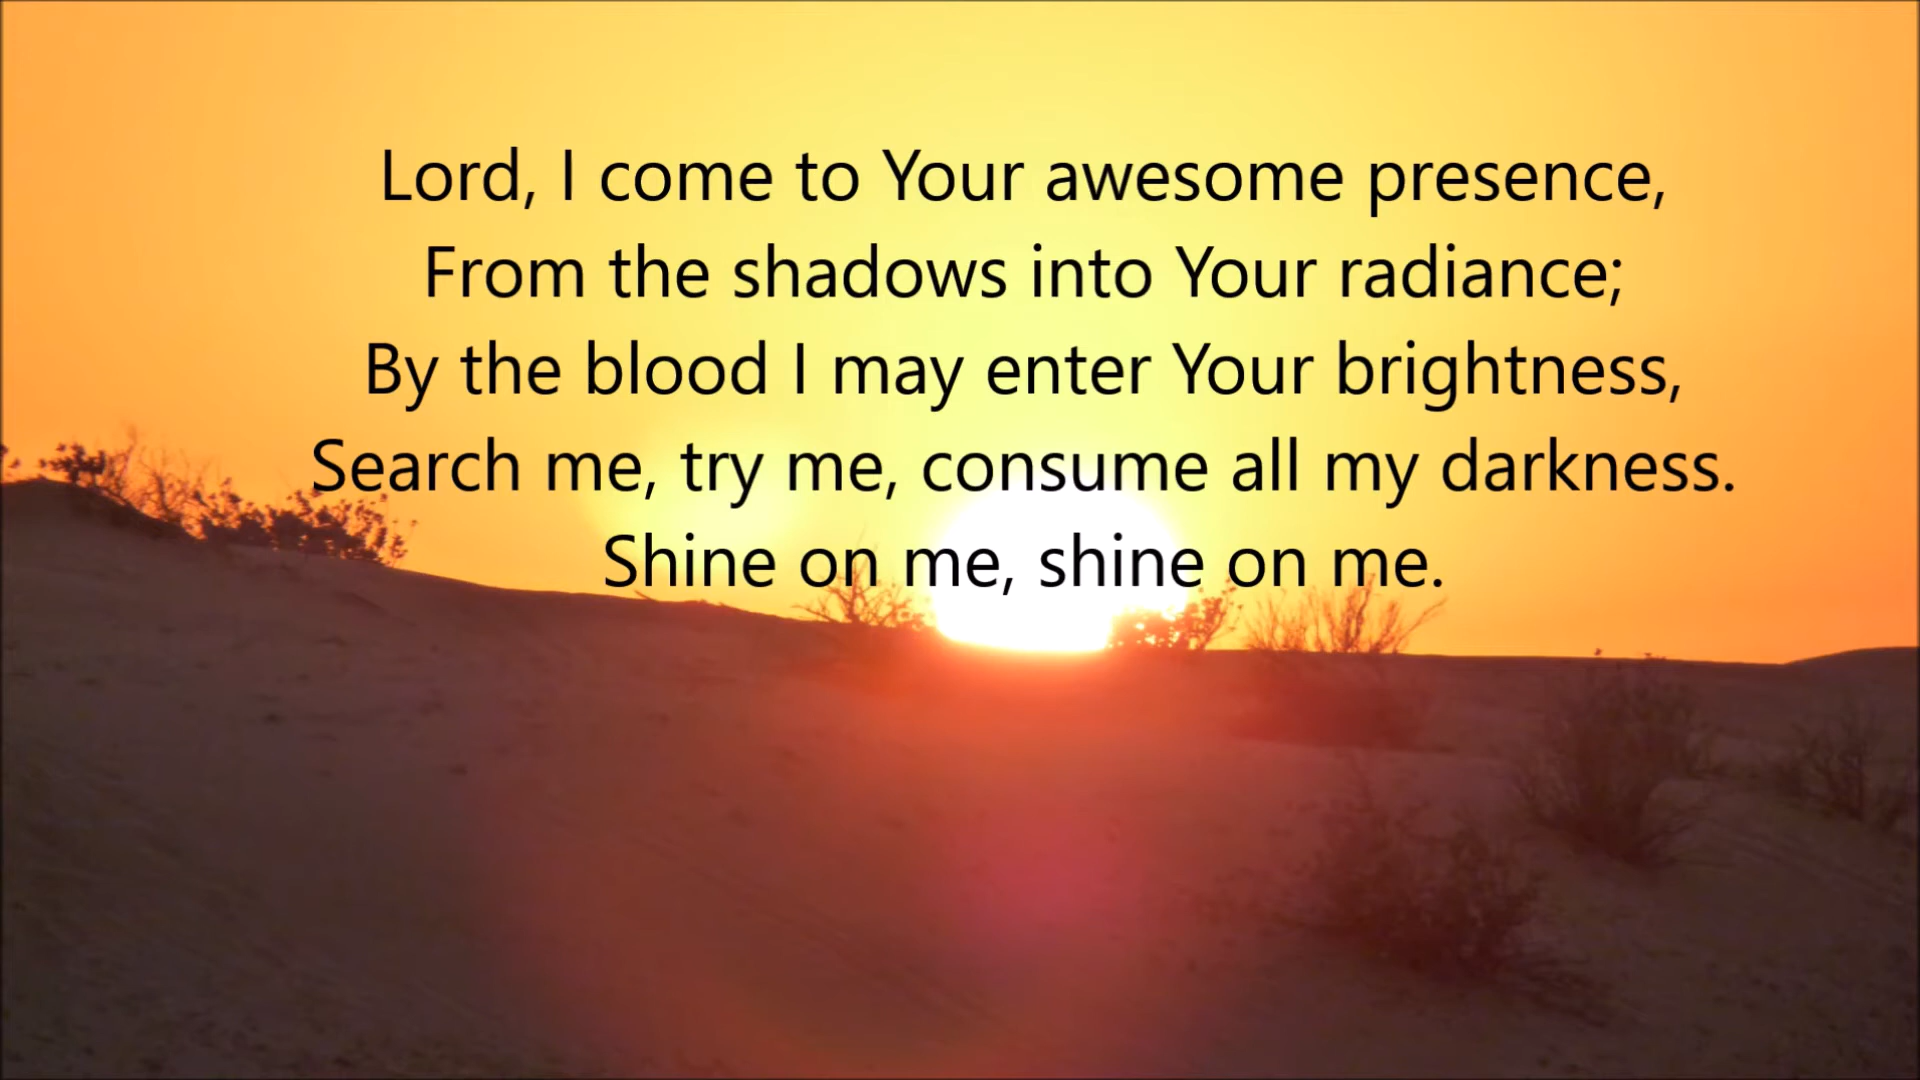 Lord, I come to Your awesome presence,
From the shadows into Your radiance;
By the blood I may enter Your brightness,
Search me, try me, consume all my darkness.
Shine on me, shine on me.